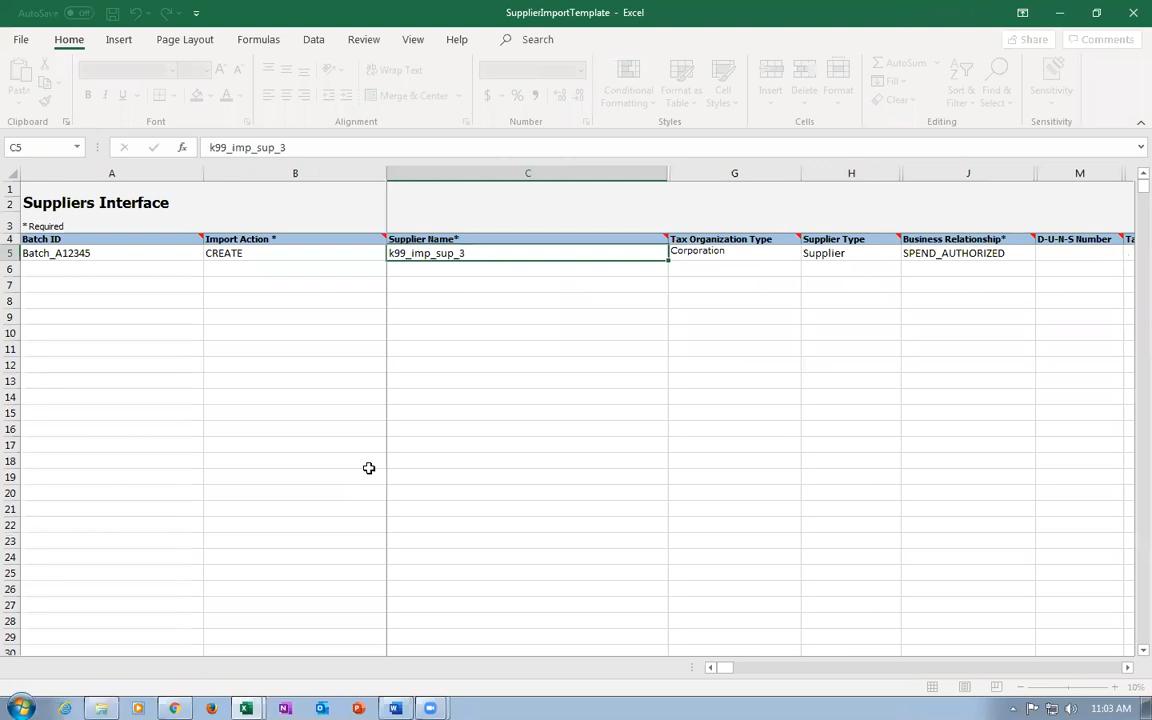 AutoSave Off
SupplierImportTemplate - Excel
File Home Insert Page Layout Formulas Data Review View Help Search Share Comments
Paste
B I U
Clipboard
Font
Wrap Text
Merge & Center
Alignment
$ % ,
Number
Conditional Formatting
Format as Table
Cell Styles
Styles
Insert Delete Format
Cells
AutoSum
Fill
Clear
Sort & Filter
Find & Select
Editing
Sensitivity
Sensitivity
C5 fx k99_imp_sup_3
A B C G H J M
1
2 Suppliers Interface
3 * Required
4 Batch ID Import Action * Supplier Name* Tax Organization Type Supplier Type Business Relationship* D-U-N-S Number Ta
5 Batch_A12345 CREATE k99_imp_sup_3 Corporation Supplier SPEND_AUTHORIZED
6
7
8
9
10
11
12
13
14
15
16
17
18
19
20
21
22
23
24
25
26
27
28
29
30
10%
11:03 AM